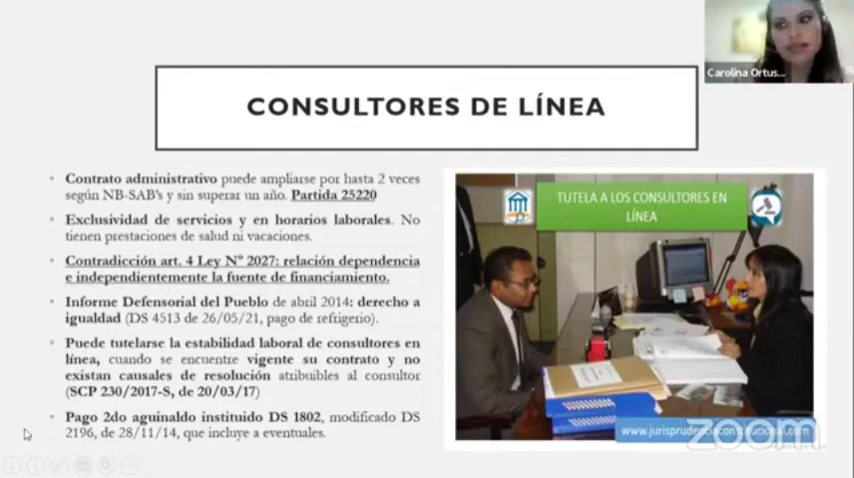 Carolina Ortus...
CONSULTORES DE LÍNEA
• Contrato administrativo puede ampliarse por hasta 2 veces
según NB-SAB's y sin superar un año. Partida 25220
• Exclusividad de servicios y en horarios laborales. No
tienen prestaciones de salud ni vacaciones.
• Contradicción art. 4 Ley Nº 2027: relación dependencia
e independientemente la fuente de financiamiento.
• Informe Defensorial del Pueblo de abril 2014: derecho a
igualdad (DS 4513 de 26/05/21, pago de refrigerio).
• Puede tutelarse la estabilidad laboral de consultores en
línea, cuando se encuentre vigente su contrato y no
existan causales de resolución atribuibles al consultor
(SCP 230/2017-S, de 20/03/17)
• Pago 2do aguinaldo instituido DS 1802, modificado DS
2196, de 28/11/14, que incluye a eventuales.
TUTELA A LOS CONSULTORES EN
LÍNEA
www.jurisprudenciaconstitucional.com
zoom